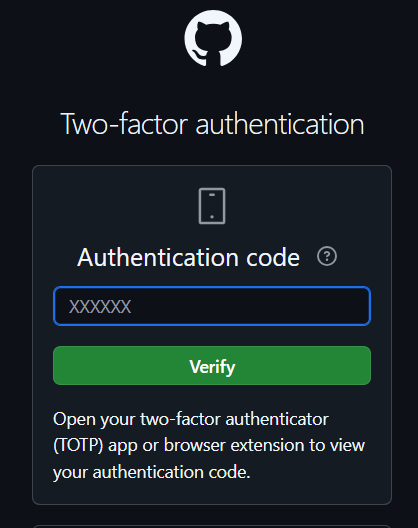 Two-factor authentication
Authentication code ?
XXXXXX
Verify
Open your two-factor authenticator
(TOTP) app or browser extension to view
your authentication code.